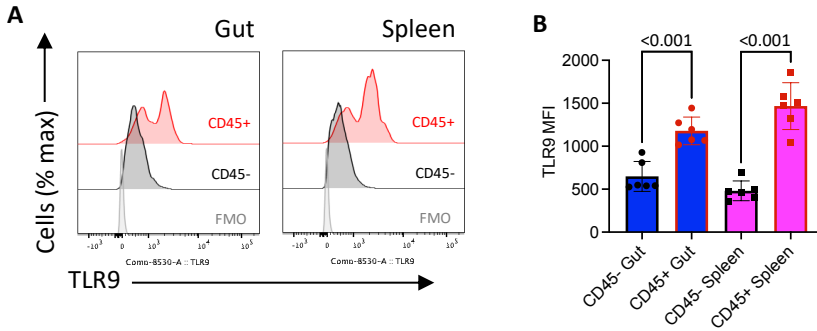 A
Gut
Spleen
Cells (% max)
CD45+
CD45-
FMO
-10³ 0 10³ 10⁴ 10⁵
Comp-B530-A :: TLR9
CD45+
CD45-
FMO
-10³ 0 10³ 10⁴ 10⁵
Comp-B530-A :: TLR9
TLR9
B
<0.001 <0.001
TLR9 MFI
2000
1500
1000
500
0
CD45- Gut
CD45+ Gut
CD45- Spleen
CD45+ Spleen